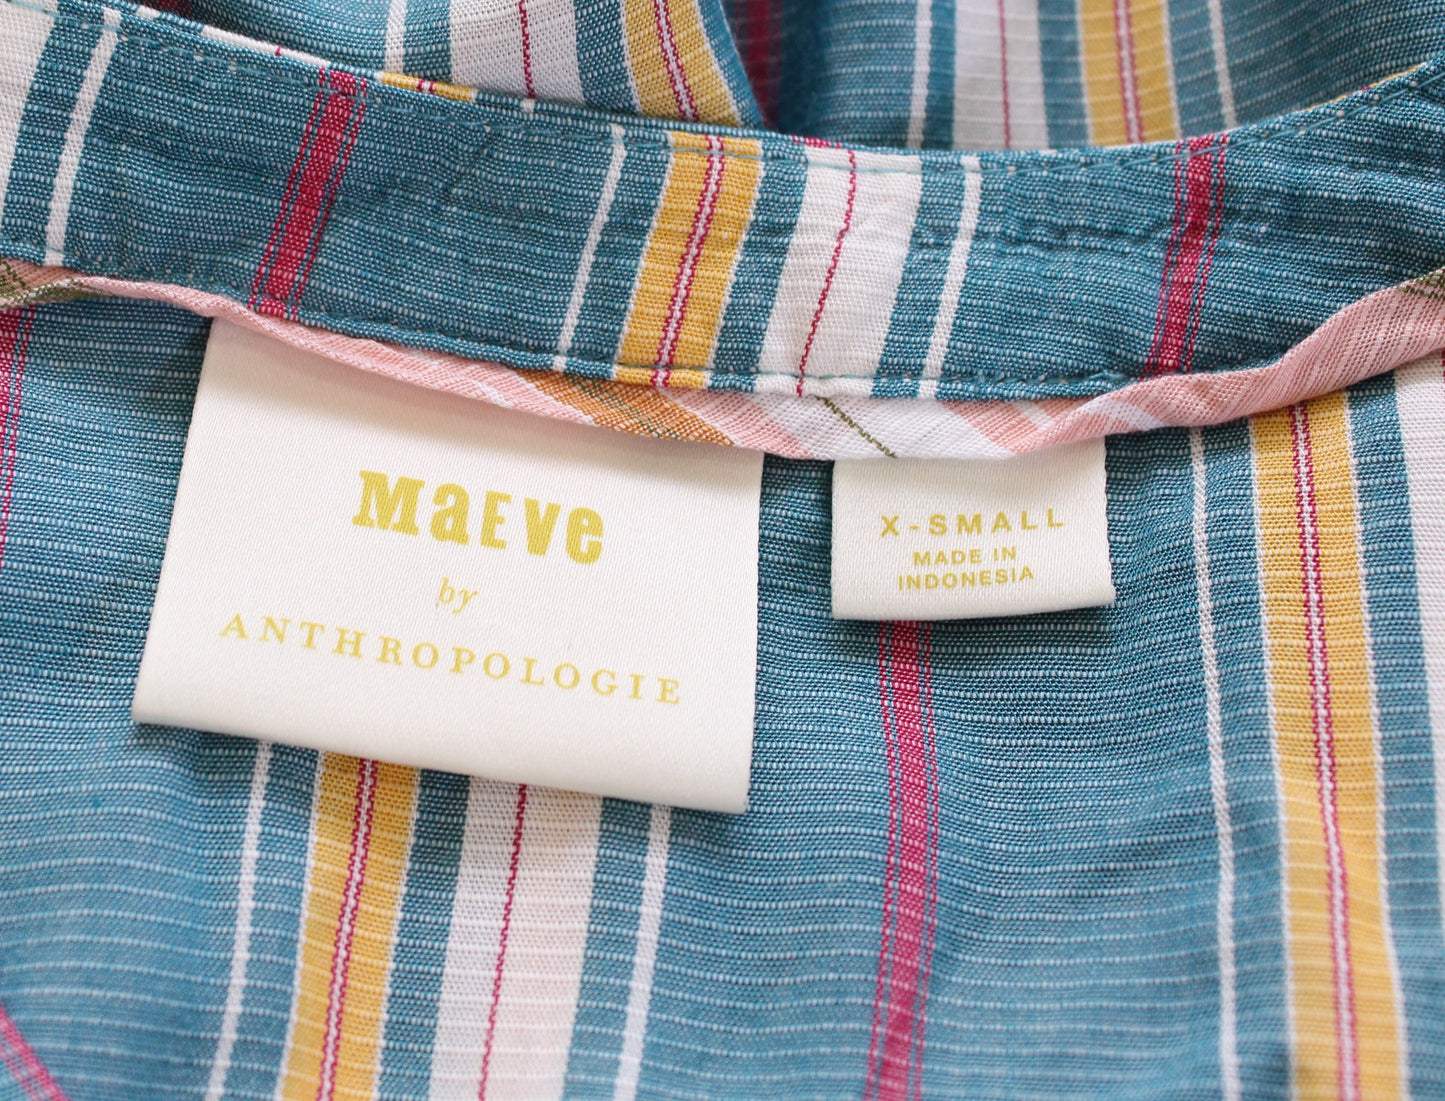 MaEve
by
ANTHROPOLOGIE
X-SMALL
MADE IN
INDONESIA